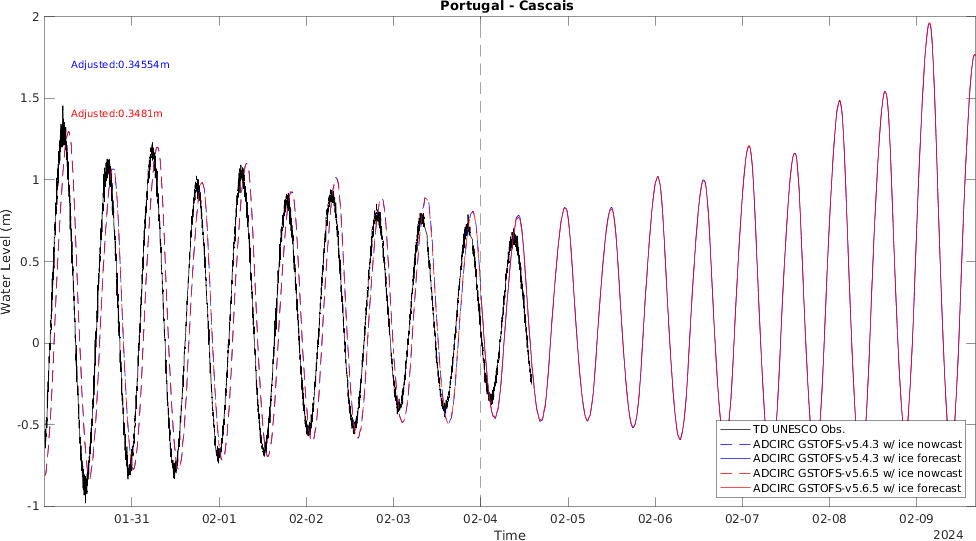 Portugal - Cascais
Adjusted:0.34554m
Adjusted:0.3481m
Water Level (m)
2
1.5
1
0.5
0
-0.5
-1
01-31
02-01
02-02
02-03
02-04
02-05
02-06
02-07
02-08
02-09
Time
2024
TD UNESCO Obs.
ADCIRC GSTOFS-v5.4.3 w/ ice nowcast
ADCIRC GSTOFS-v5.4.3 w/ ice forecast
ADCIRC GSTOFS-v5.6.5 w/ ice nowcast
ADCIRC GSTOFS-v5.6.5 w/ ice forecast